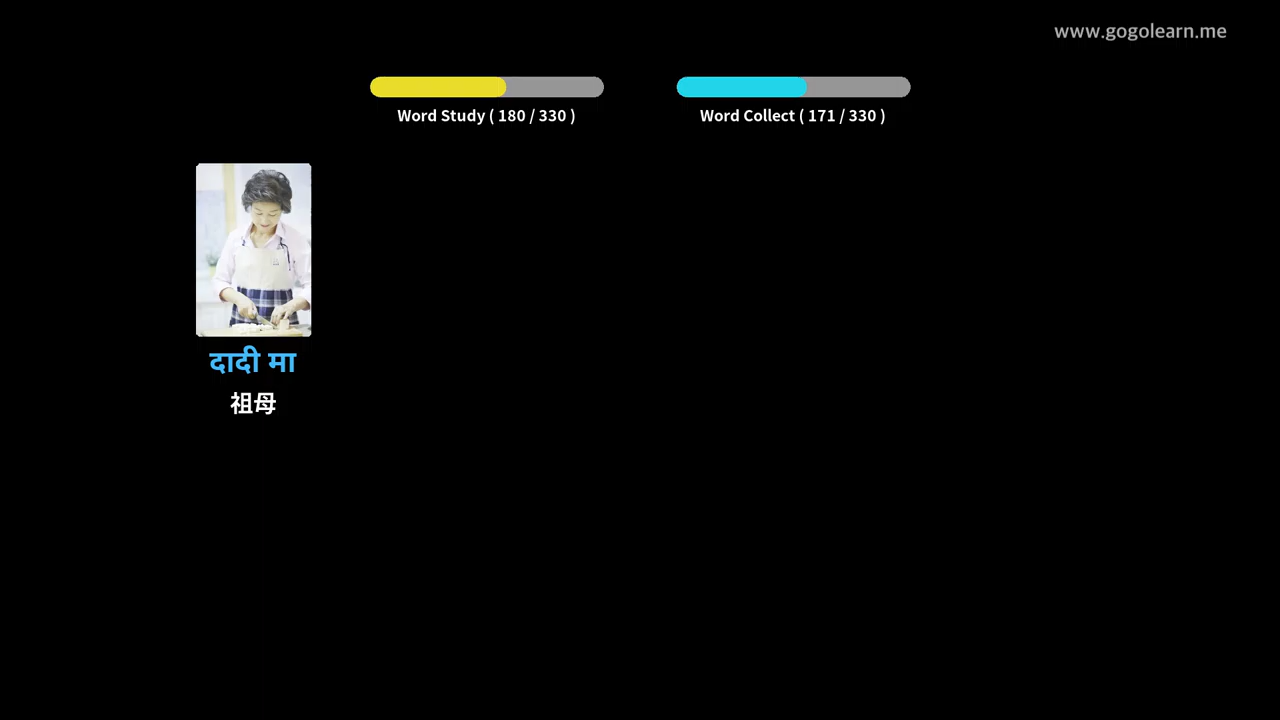 www.gogolearn.me
Word Study ( 180 / 330 )
Word Collect ( 171 / 330 )
दादी मा
祖母